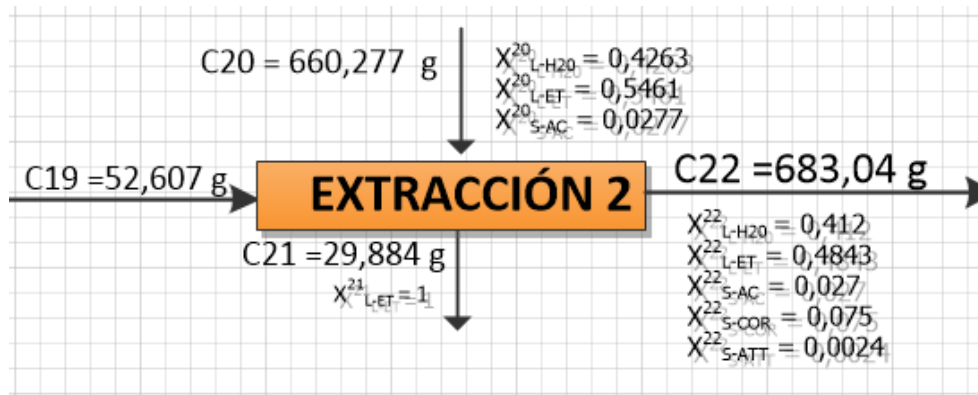 C20 = 660,277 g
X²⁰L-H20 = 0,4263
X²⁰L-ET = 0,5461
X²⁰S-AC = 0,0277
C19 =52,607 g
EXTRACCIÓN 2
C22 =683,04 g
C21 =29,884 g
X²¹L-ET = 1
X²²L-H20 = 0,412
X²²L-ET = 0,4843
X²²S-AC = 0,027
X²²S-COR = 0,075
X²²S-ATT = 0,0024